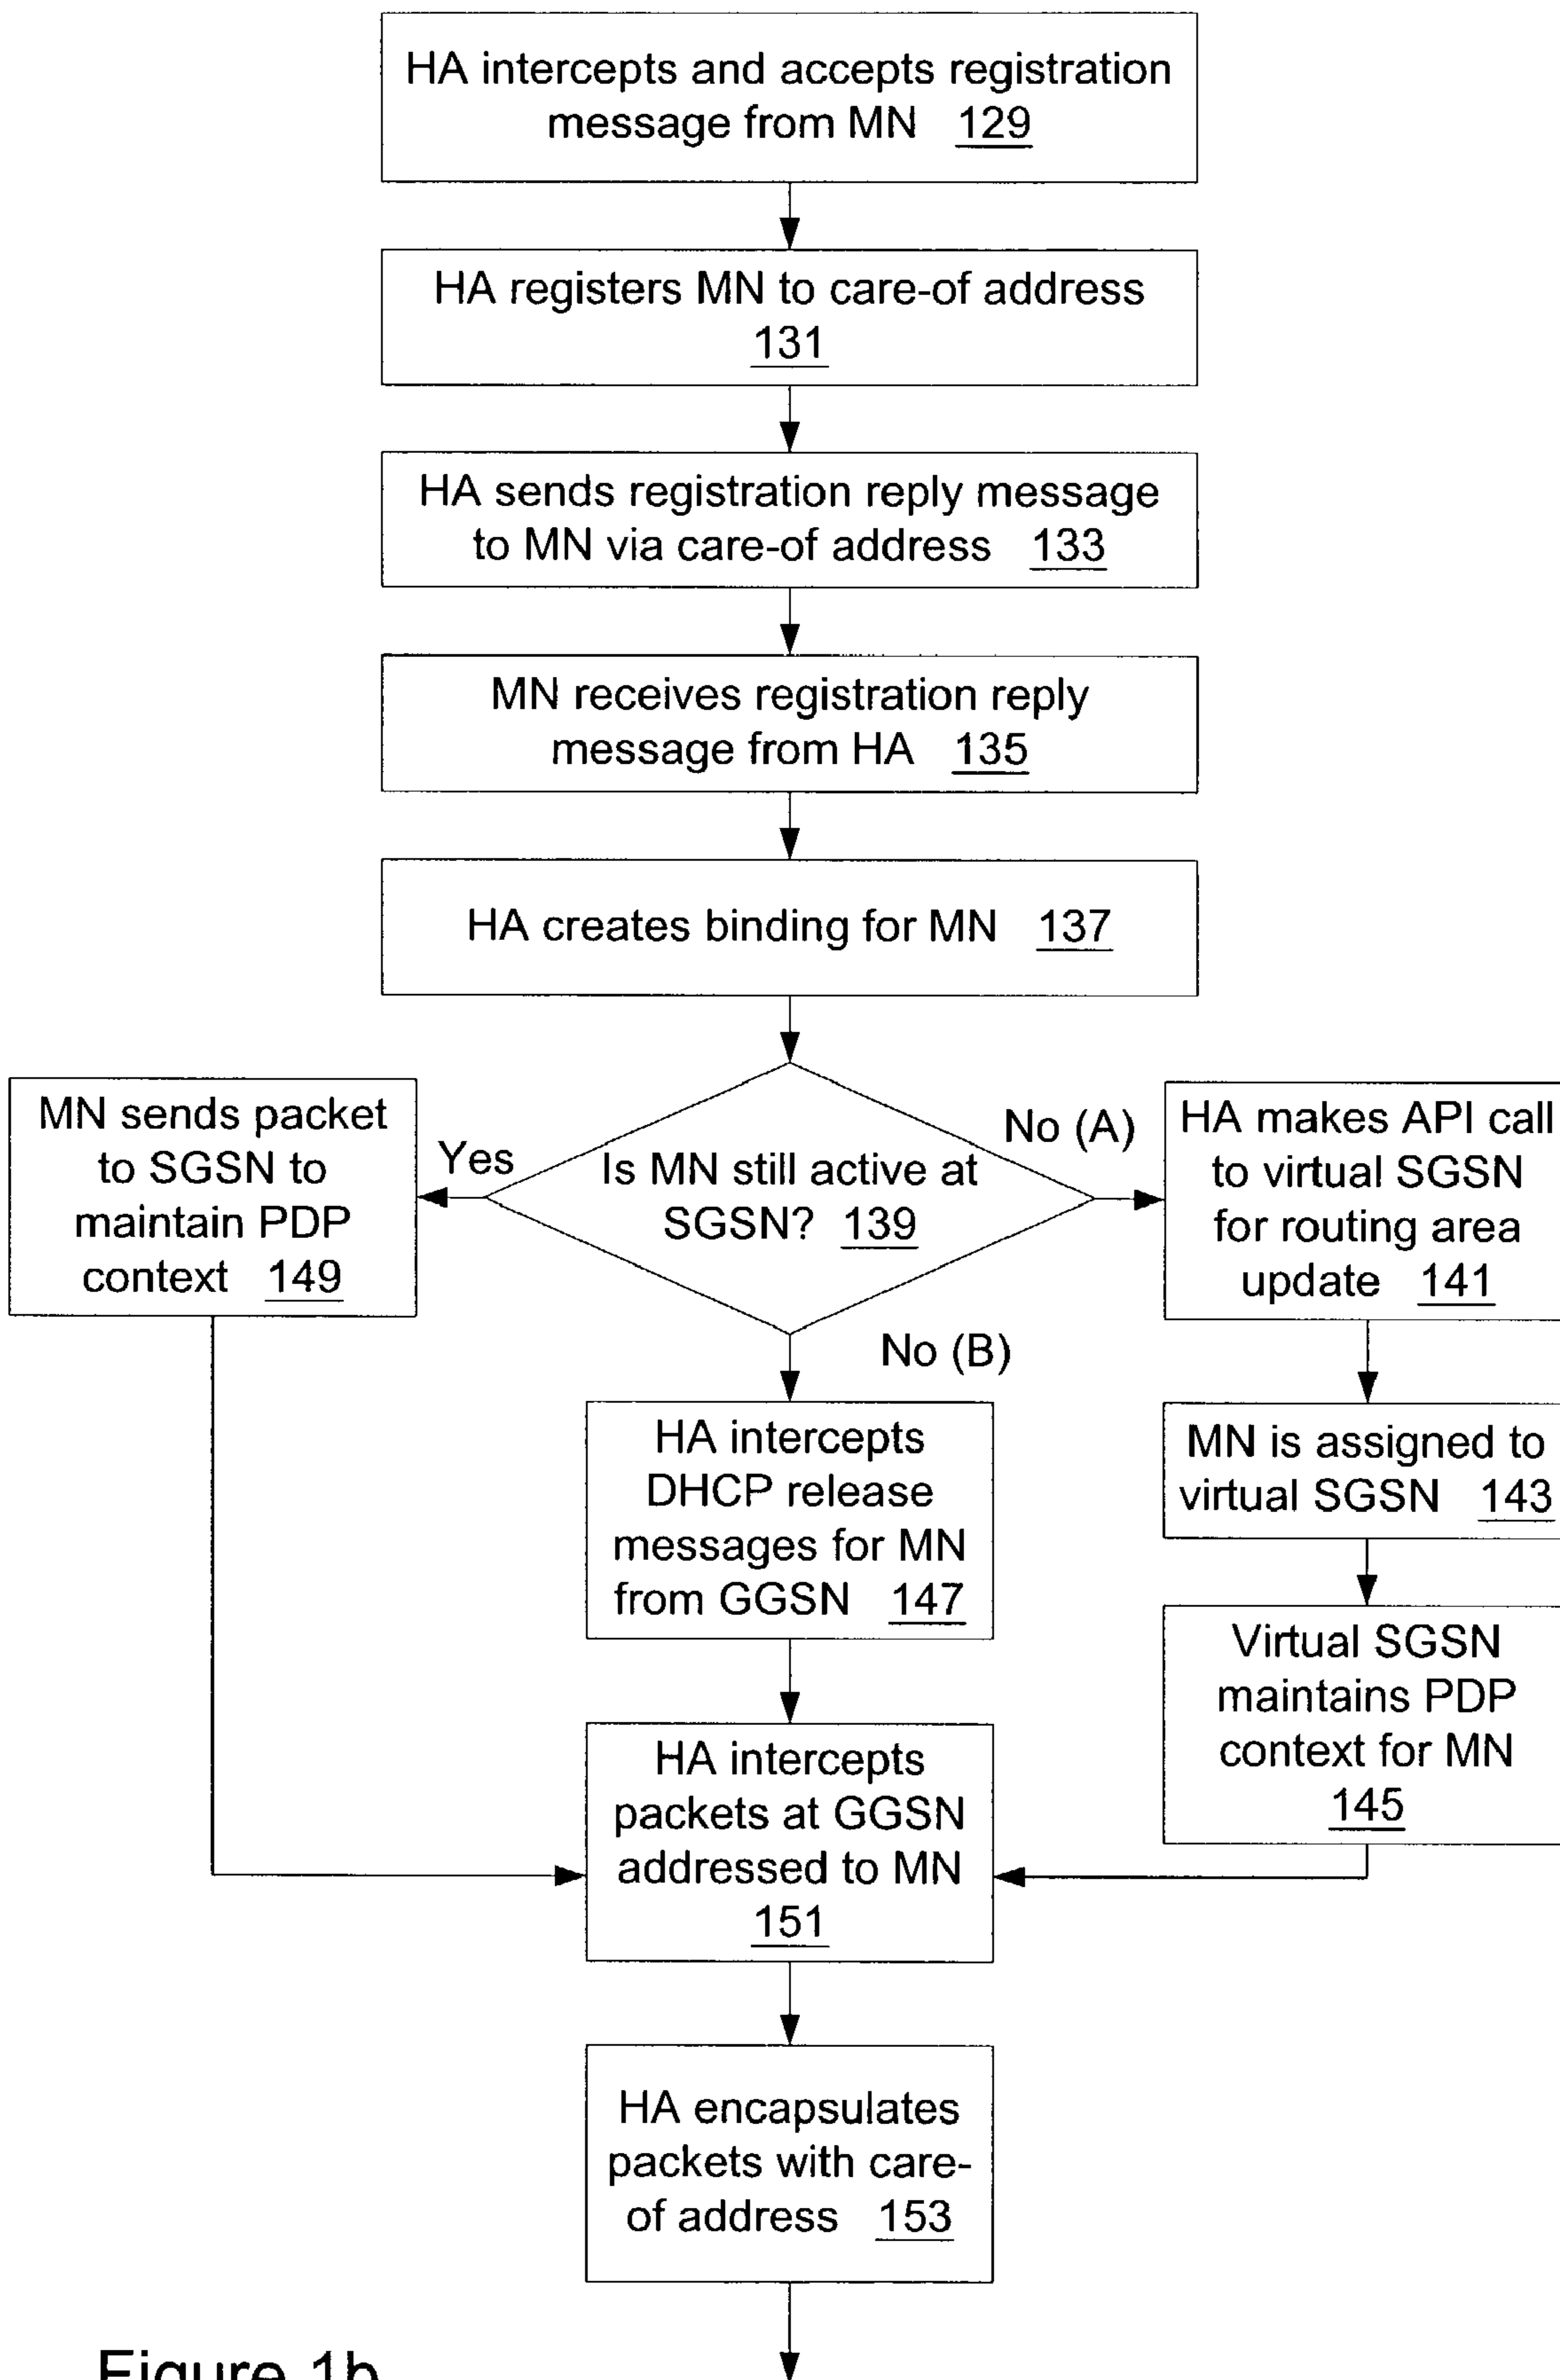 HA intercepts and accepts registration
message from MN 129
HA registers MN to care-of address
131
HA sends registration reply message
to MN via care-of address 133
MN receives registration reply
message from HA 135
HA creates binding for MN 137
Is MN still active at
SGSN? 139
Yes
No (A)
No (B)
MN sends packet
to SGSN to
maintain PDP
context 149
HA makes API call
to virtual SGSN
for routing area
update 141
MN is assigned to
virtual SGSN 143
Virtual SGSN
maintains PDP
context for MN
145
HA intercepts
DHCP release
messages for MN
from GGSN 147
HA intercepts
packets at GGSN
addressed to MN
151
HA encapsulates
packets with care-
of address 153
Figure 1b